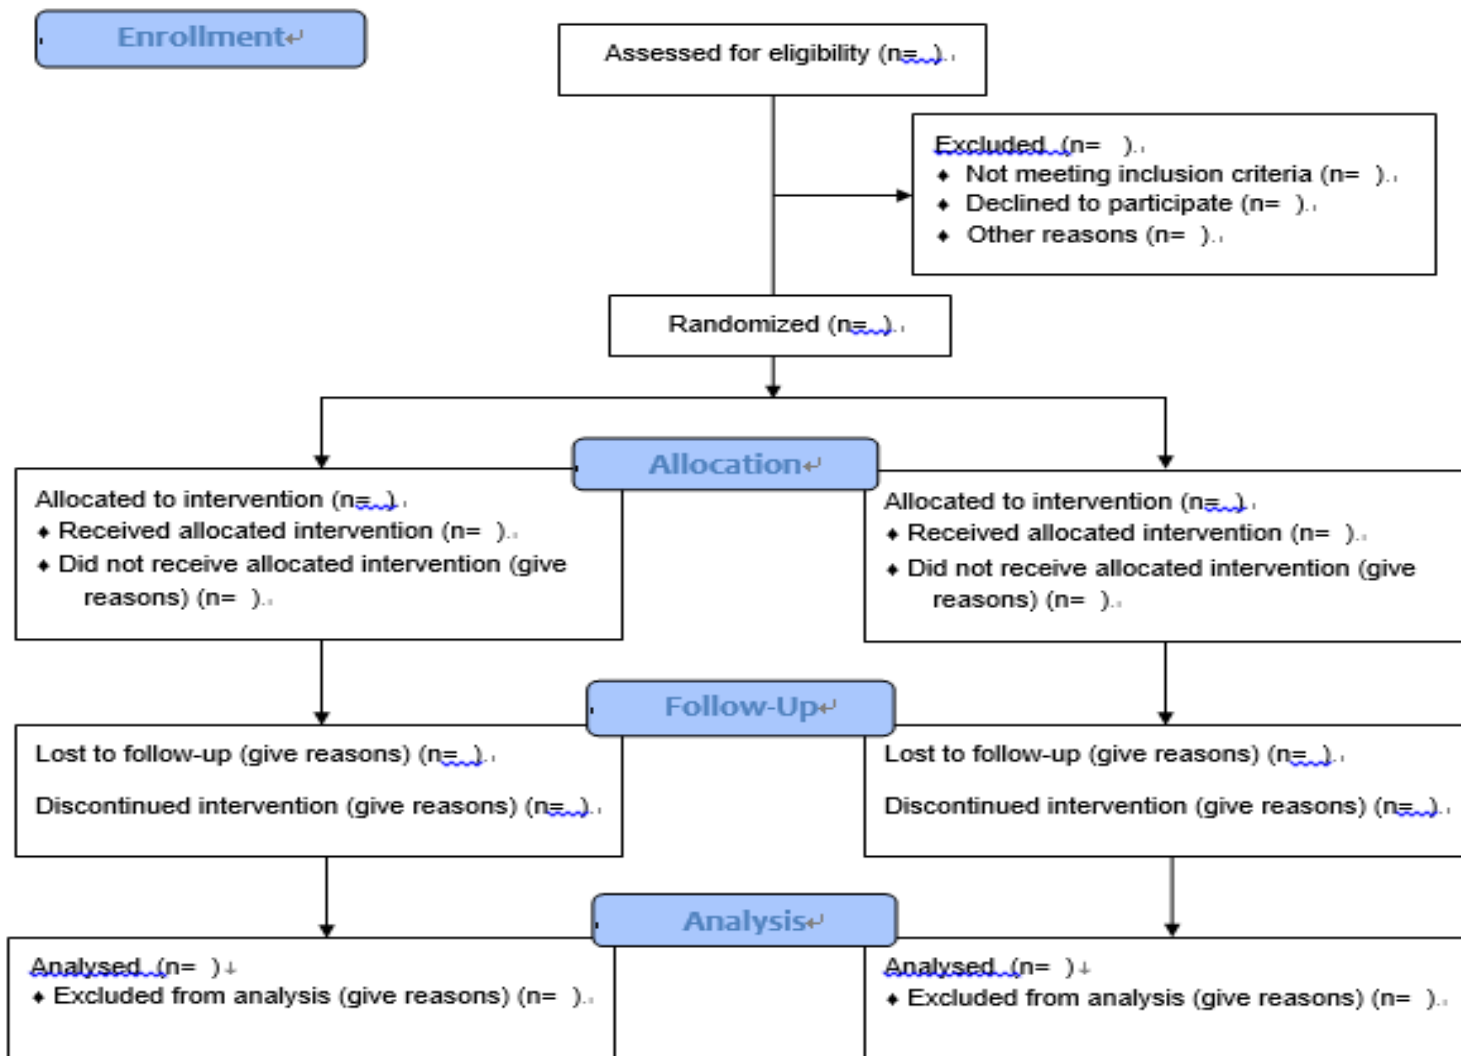 Enrollment↵
Assessed for eligibility (n= ).
Excluded (n= ).
♦ Not meeting inclusion criteria (n= ).
♦ Declined to participate (n= ).
♦ Other reasons (n= ).
Randomized (n= ).
Allocation↵
Allocated to intervention (n= ).
♦ Received allocated intervention (n= ).
♦ Did not receive allocated intervention (give
reasons) (n= ).
Allocated to intervention (n= ).
♦ Received allocated intervention (n= ).
♦ Did not receive allocated intervention (give
reasons) (n= ).
Follow-Up↵
Lost to follow-up (give reasons) (n= ).
Discontinued intervention (give reasons) (n= ).
Lost to follow-up (give reasons) (n= ).
Discontinued intervention (give reasons) (n= ).
Analysis↵
Analysed (n= )↓
♦ Excluded from analysis (give reasons) (n= ).
Analysed (n= )↓
♦ Excluded from analysis (give reasons) (n= ).